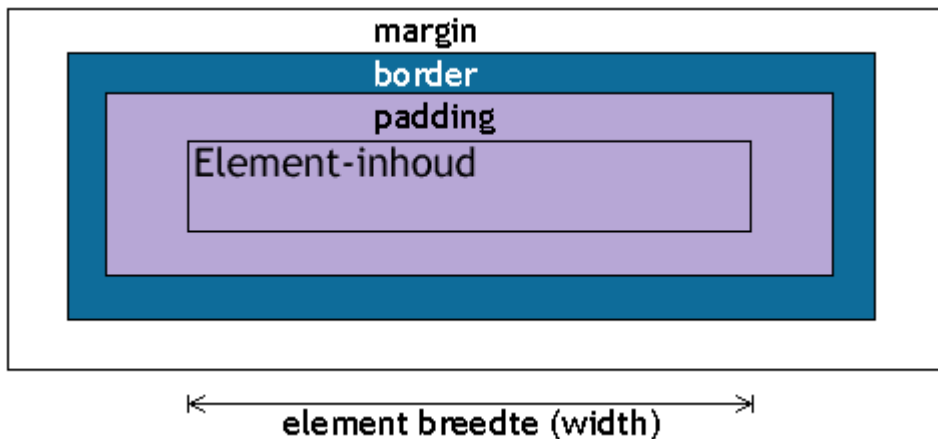 margin
border
padding
Element-inhoud
element breedte (width)